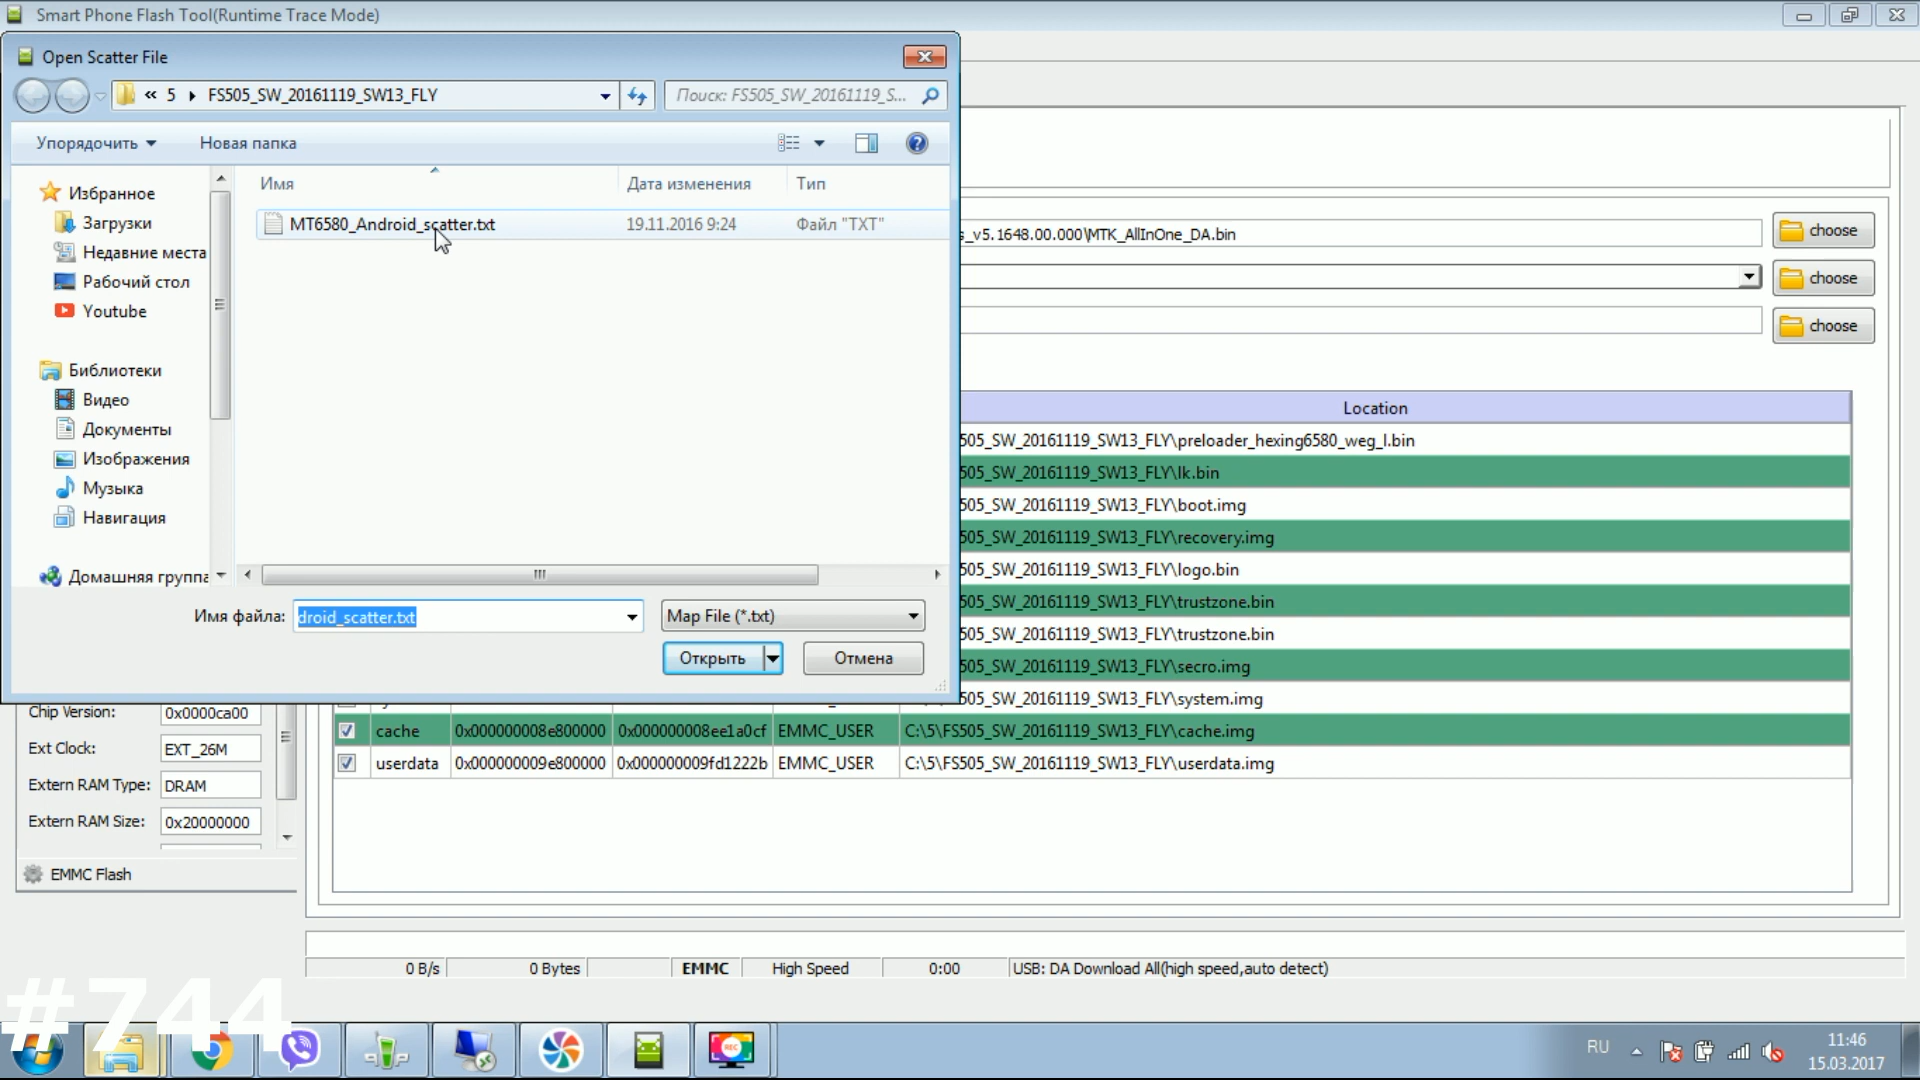 Smart Phone Flash Tool(Runtime Trace Mode)
Open Scatter File
« 5 FS505_SW_20161119_SW13_FLY
Поиск: FS505_SW_20161119_S...
Упорядочить
Новая папка
Имя
Дата изменения
Тип
MT6580_Android_scatter.txt
19.11.2016 9:24
Файл "TXT"
Избранное
Загрузки
Недавние места
Рабочий стол
Youtube
Библиотеки
Видео
Документы
Изображения
Музыка
Навигация
Домашняя группа
Имя файла: droid_scatter.txt
Map File (*.txt)
Открыть
Отмена
_v5.1648.00.000\MTK_AllInOne_DA.bin
choose
choose
choose
Location
505_SW_20161119_SW13_FLY\preloader_hexing6580_weg_l.bin
505_SW_20161119_SW13_FLY\lk.bin
505_SW_20161119_SW13_FLY\boot.img
505_SW_20161119_SW13_FLY\recovery.img
505_SW_20161119_SW13_FLY\logo.bin
505_SW_20161119_SW13_FLY\trustzone.bin
505_SW_20161119_SW13_FLY\trustzone.bin
505_SW_20161119_SW13_FLY\secro.img
505_SW_20161119_SW13_FLY\system.img
cache 0x000000008e800000 0x000000008ee1a0cf EMMC_USER C:\5\FS505_SW_20161119_SW13_FLY\cache.img
userdata 0x000000009e800000 0x000000009fd1222b EMMC_USER C:\5\FS505_SW_20161119_SW13_FLY\userdata.img
Chip Version: 0x0000ca00
Ext Clock: EXT_26M
Extern RAM Type: DRAM
Extern RAM Size: 0x20000000
EMMC Flash
0 B/s
0 Bytes
EMMC
High Speed
0:00
USB: DA Download All(high speed,auto detect)
#744
REC
RU
11:46
15.03.2017